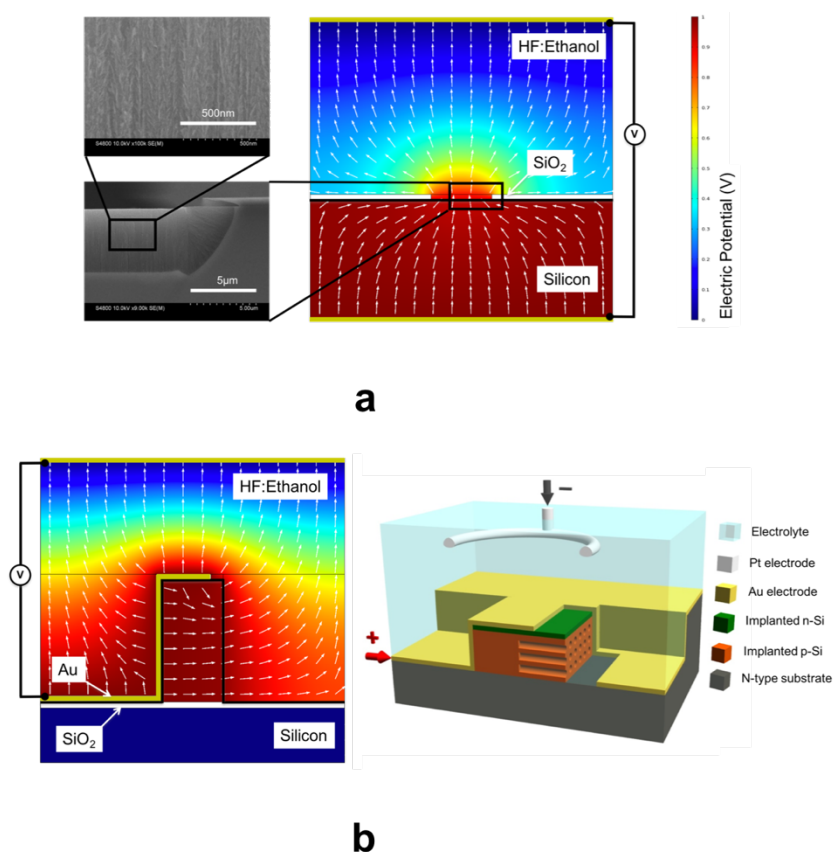 500nm
S4800 10.0kV x100k SE(M)
500nm
5μm
S4800 10.0kV x9.00k SE(M)
5.00um
HF:Ethanol
SiO2
Silicon
V
1
0.9
0.8
0.7
0.6
0.5
0.4
0.3
0.2
0.1
0
Electric Potential (V)
a
HF:Ethanol
V
Au
SiO2
Silicon
−
+
Electrolyte
Pt electrode
Au electrode
Implanted n-Si
Implanted p-Si
N-type substrate
b